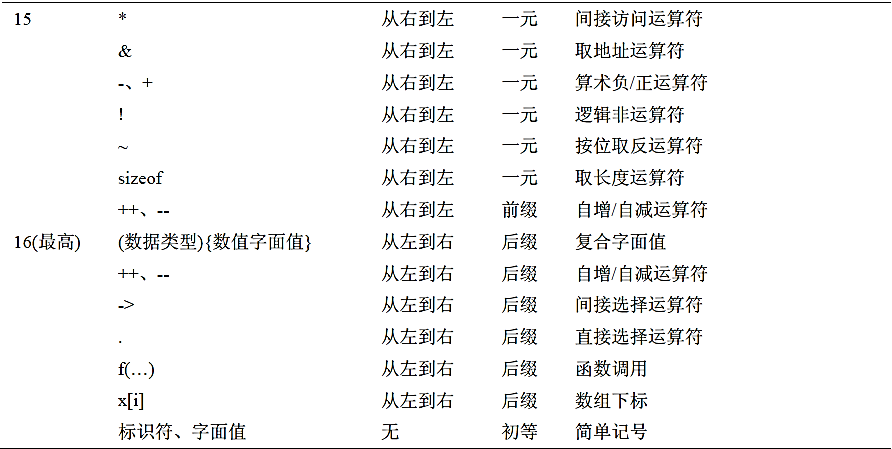 15 * 从右到左 一元 间接访问运算符
& 从右到左 一元 取地址运算符
-、+ 从右到左 一元 算术负/正运算符
! 从右到左 一元 逻辑非运算符
~ 从右到左 一元 按位取反运算符
sizeof 从右到左 一元 取长度运算符
++、-- 从右到左 前缀 自增/自减运算符
16(最高) (数据类型){数值字面值} 从左到右 后缀 复合字面值
++、-- 从左到右 后缀 自增/自减运算符
-> 从左到右 后缀 间接选择运算符
. 从左到右 后缀 直接选择运算符
f(…) 从左到右 后缀 函数调用
x[i] 从左到右 后缀 数组下标
标识符、字面值 无 初等 简单记号